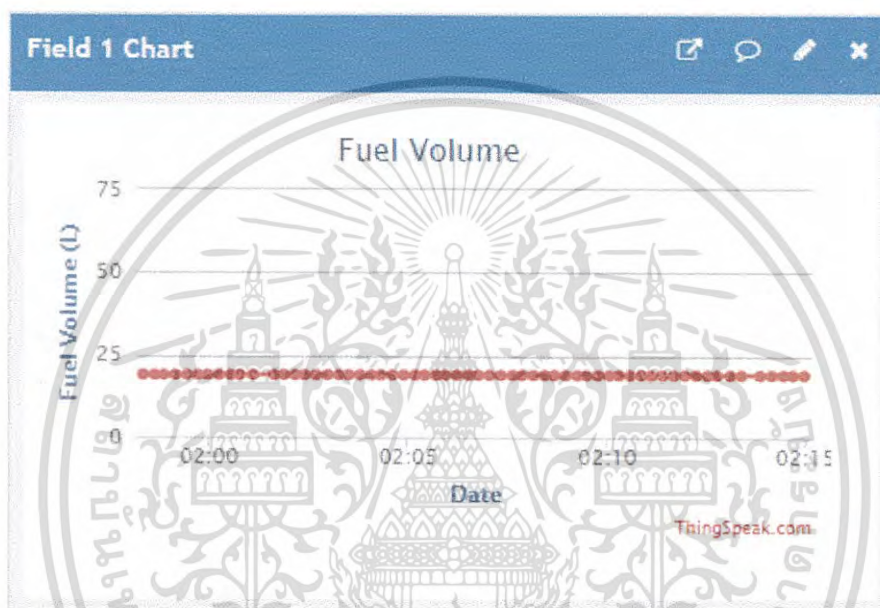 Field 1 Chart
Fuel Volume
75
50
25
0
Fuel Volume (L)
02:00 02:05 02:10 02:15
Date
ThingSpeak.com